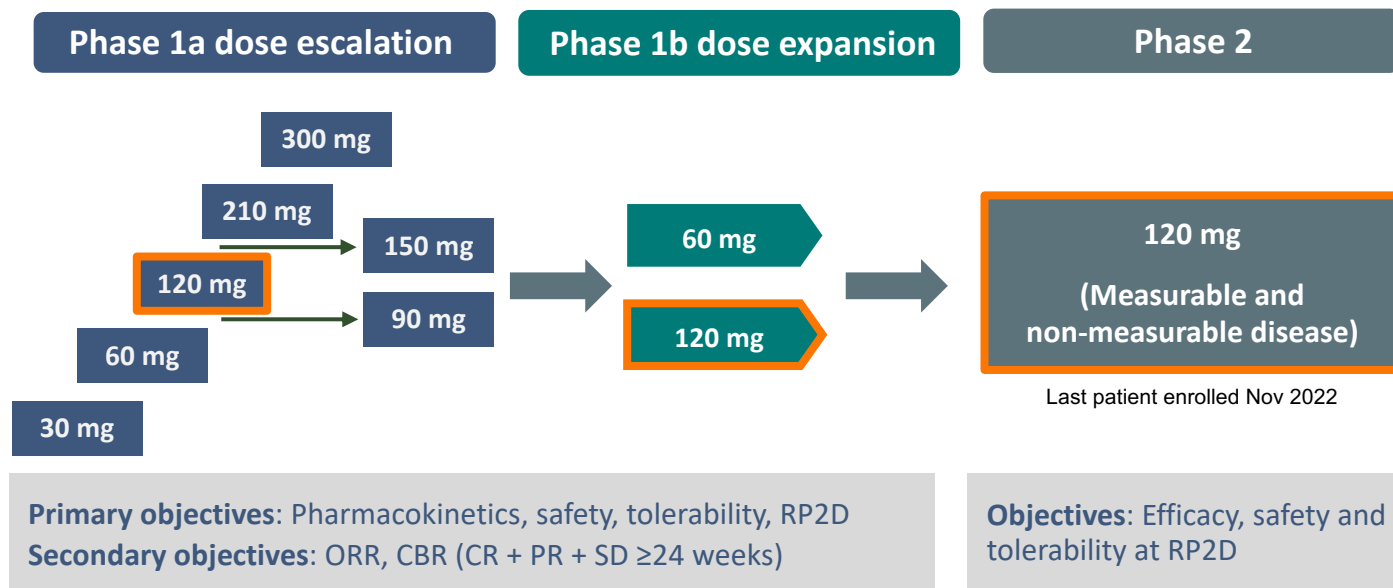 Phase 1a dose escalation
Phase 1b dose expansion
Phase 2
300 mg
210 mg
150 mg
120 mg
90 mg
60 mg
30 mg
60 mg
120 mg
120 mg
(Measurable and
non-measurable disease)
Last patient enrolled Nov 2022
Primary objectives: Pharmacokinetics, safety, tolerability, RP2D
Secondary objectives: ORR, CBR (CR + PR + SD ≥24 weeks)
Objectives: Efficacy, safety and
tolerability at RP2D